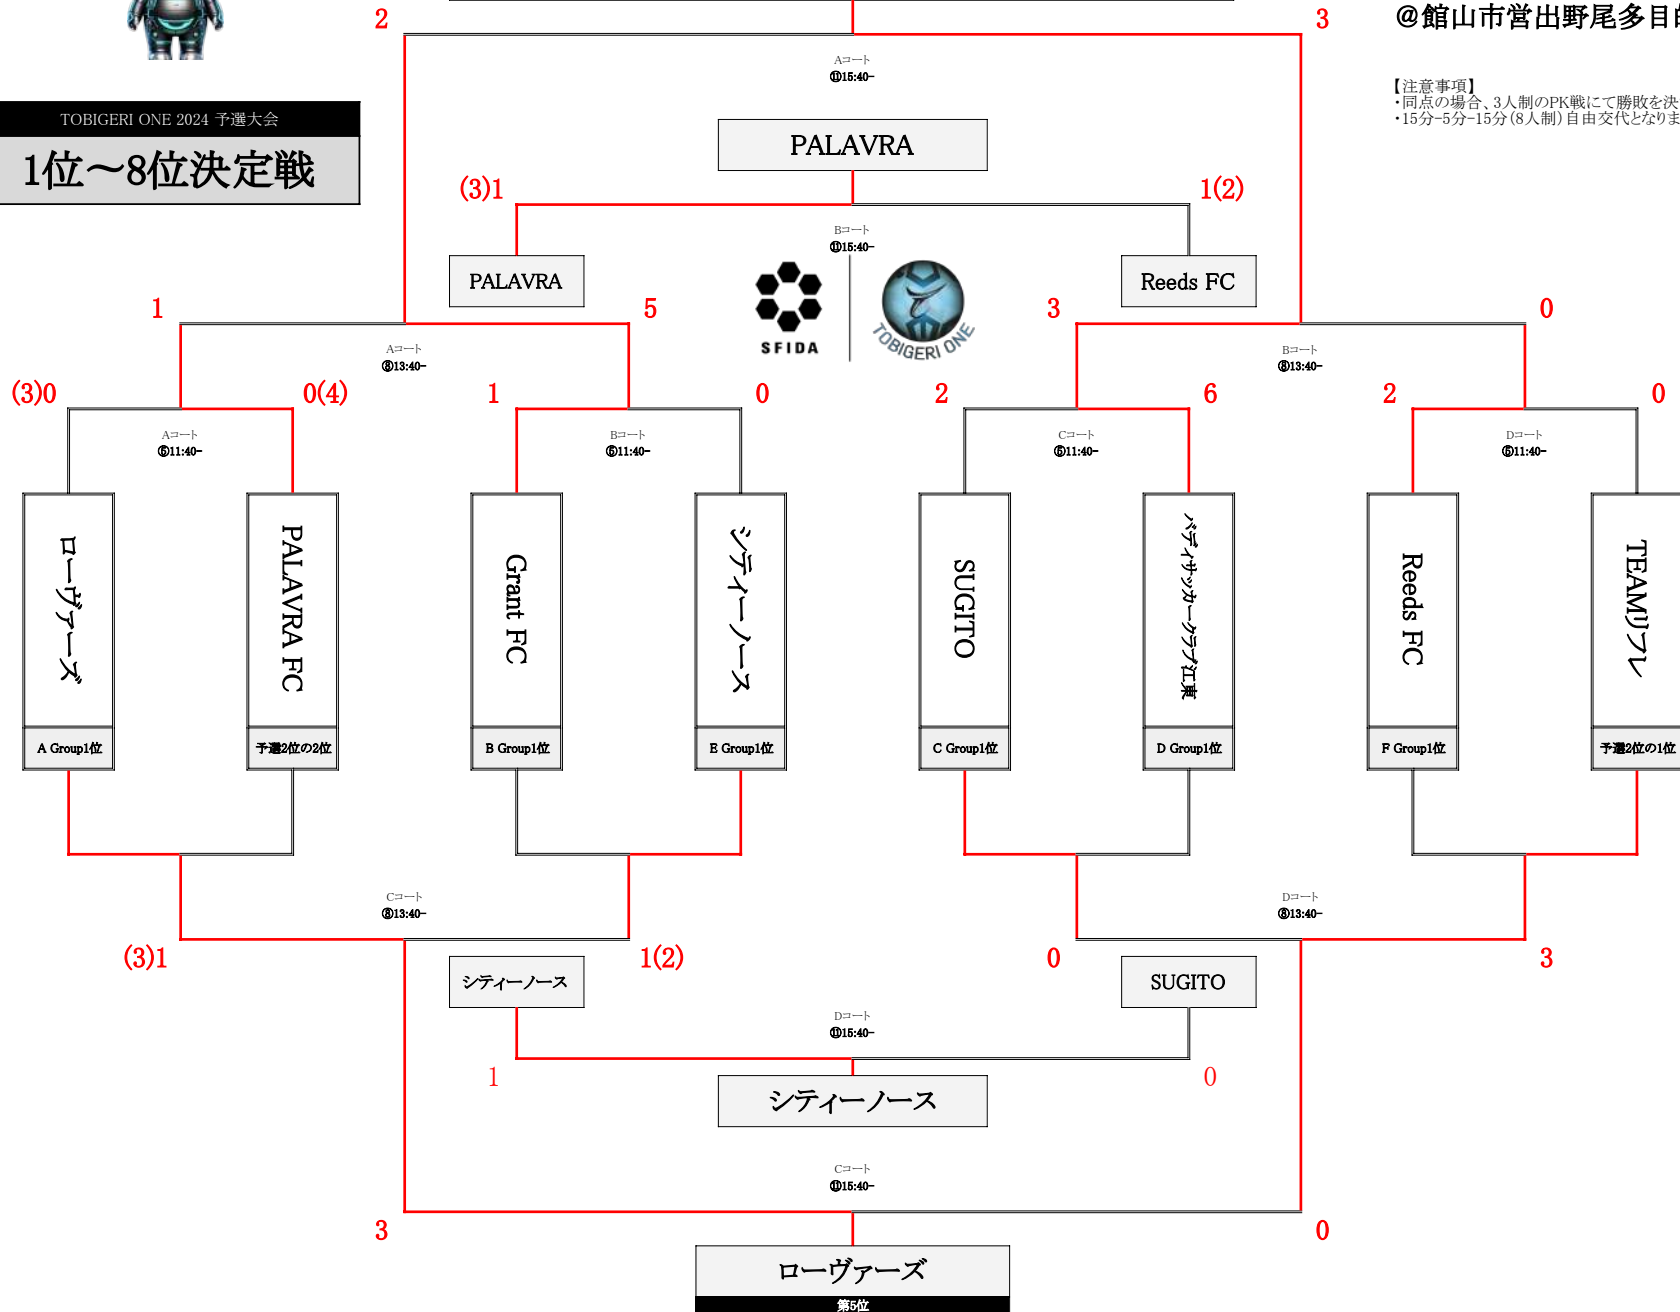 2
3
@館山市営出野尾多目
Aコート
⑪15:40-
【注意事項】
・同点の場合、3人制のPK戦にて勝敗を決
・15分-5分-15分(8人制)自由交代となりま
TOBIGERI ONE 2024 予選大会
1位～8位決定戦
PALAVRA
(3)1
1(2)
Bコート
⑪15:40-
PALAVRA
Reeds FC
SFIDA
TOBIGERI ONE
1
5
3
0
Aコート
⑧13:40-
Bコート
⑧13:40-
(3)0
0(4)
1
0
2
6
2
0
Aコート
⑤11:40-
Bコート
⑤11:40-
Cコート
⑤11:40-
Dコート
⑤11:40-
ローヴァーズ
PALAVRA FC
Grant FC
シティーノース
SUGITO
バディサッカークラブ江東
Reeds FC
TEAMリフレ
A Group1位
予選2位の2位
B Group1位
E Group1位
C Group1位
D Group1位
F Group1位
予選2位の1位
Cコート
⑧13:40-
Dコート
⑧13:40-
(3)1
1(2)
0
3
シティーノース
SUGITO
Dコート
⑪15:40-
1
0
シティーノース
Cコート
⑪15:40-
3
0
ローヴァーズ
第5位